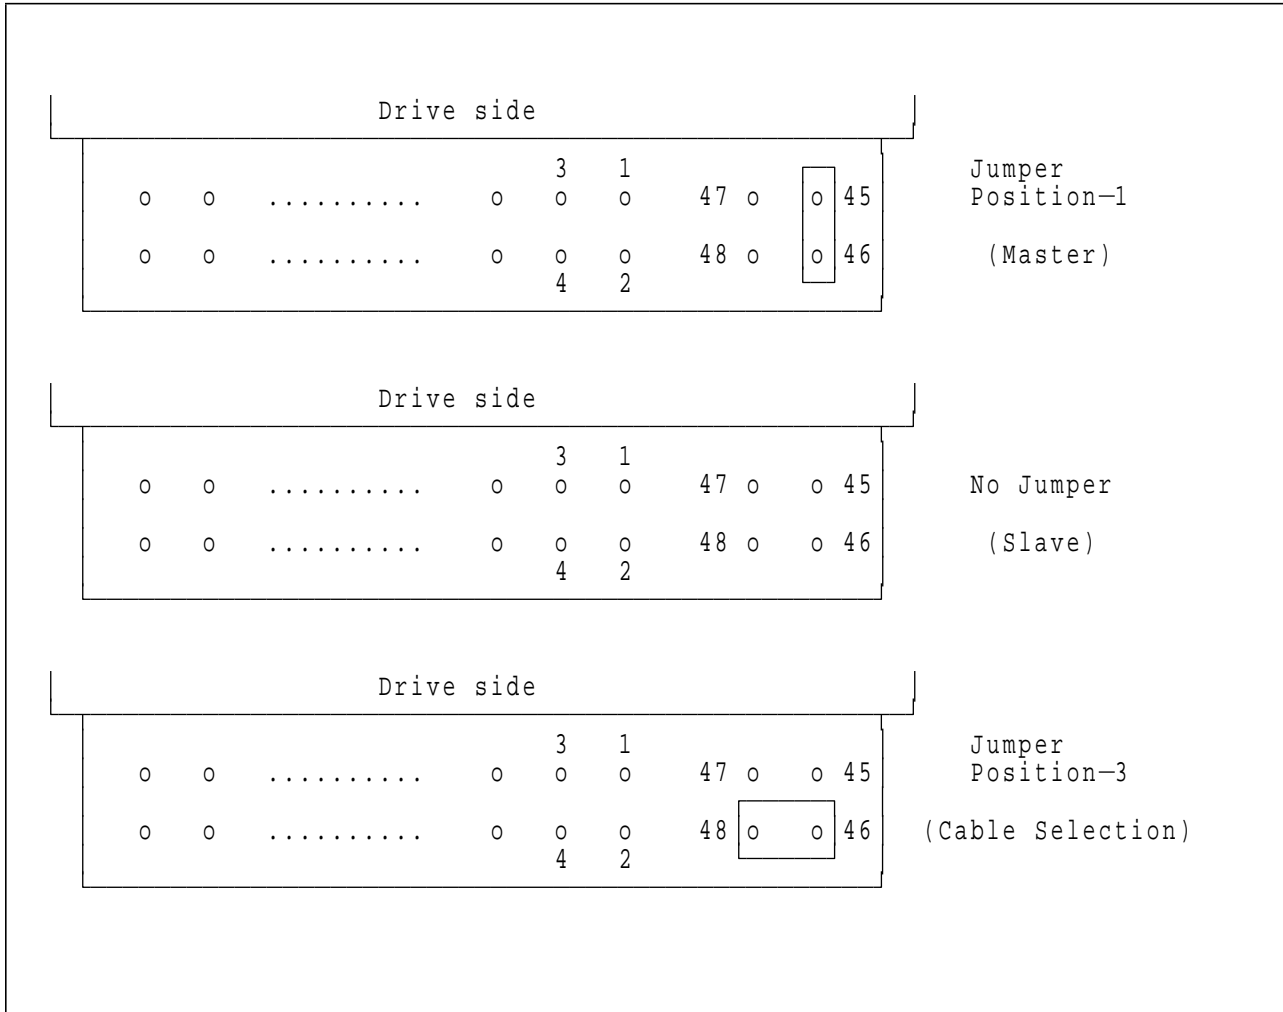 Drive side
3 1 Jumper
o o .......... o o o 47 o o 45 Position—1
o o .......... o o o 48 o o 46 (Master)
4 2
Drive side
3 1
o o .......... o o o 47 o o 45 No Jumper
o o .......... o o o 48 o o 46 (Slave)
4 2
Drive side
3 1 Jumper
o o .......... o o o 47 o o 45 Position—3
o o .......... o o o 48 o o 46 (Cable Selection)
4 2